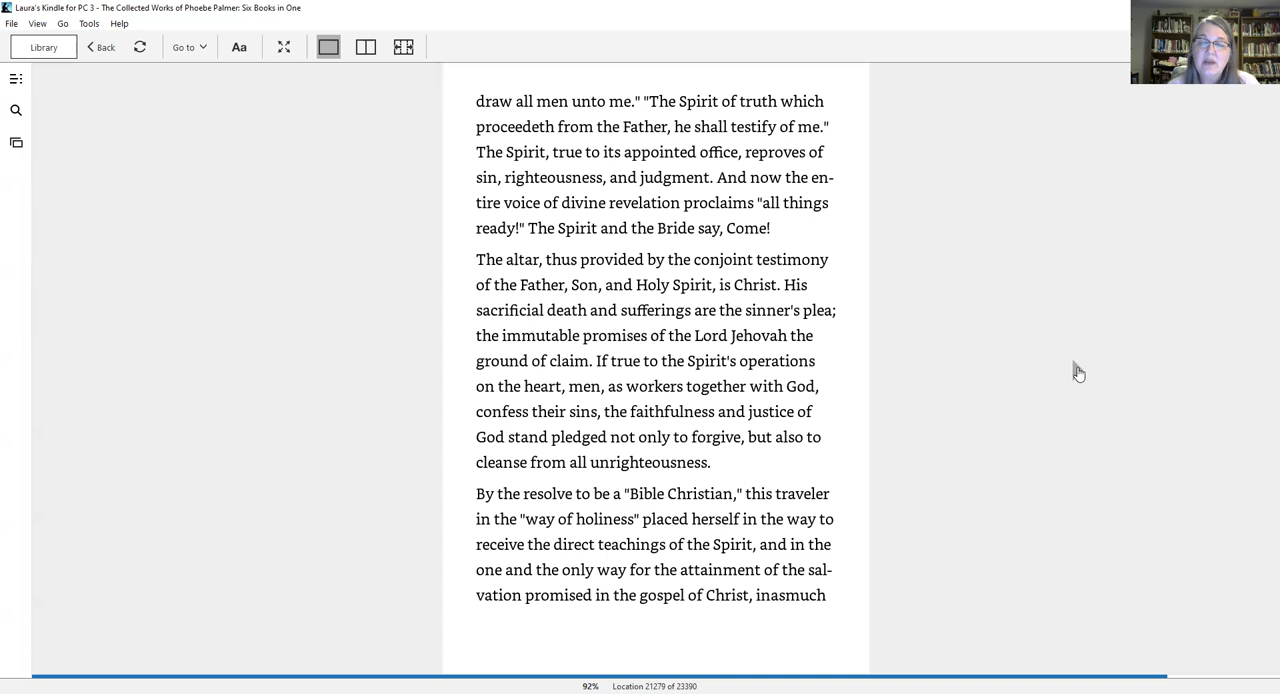 Laura's Kindle for PC 3 - The Collected Works of Phoebe Palmer: Six Books in One
File View Go Tools Help
Library Back Go to Aa
draw all men unto me." "The Spirit of truth which
proceedeth from the Father, he shall testify of me."
The Spirit, true to its appointed office, reproves of
sin, righteousness, and judgment. And now the en-
tire voice of divine revelation proclaims "all things
ready!" The Spirit and the Bride say, Come!
The altar, thus provided by the conjoint testimony
of the Father, Son, and Holy Spirit, is Christ. His
sacrificial death and sufferings are the sinner's plea;
the immutable promises of the Lord Jehovah the
ground of claim. If true to the Spirit's operations
on the heart, men, as workers together with God,
confess their sins, the faithfulness and justice of
God stand pledged not only to forgive, but also to
cleanse from all unrighteousness.
By the resolve to be a "Bible Christian," this traveler
in the "way of holiness" placed herself in the way to
receive the direct teachings of the Spirit, and in the
one and the only way for the attainment of the sal-
vation promised in the gospel of Christ, inasmuch
92% Location 21279 of 23390